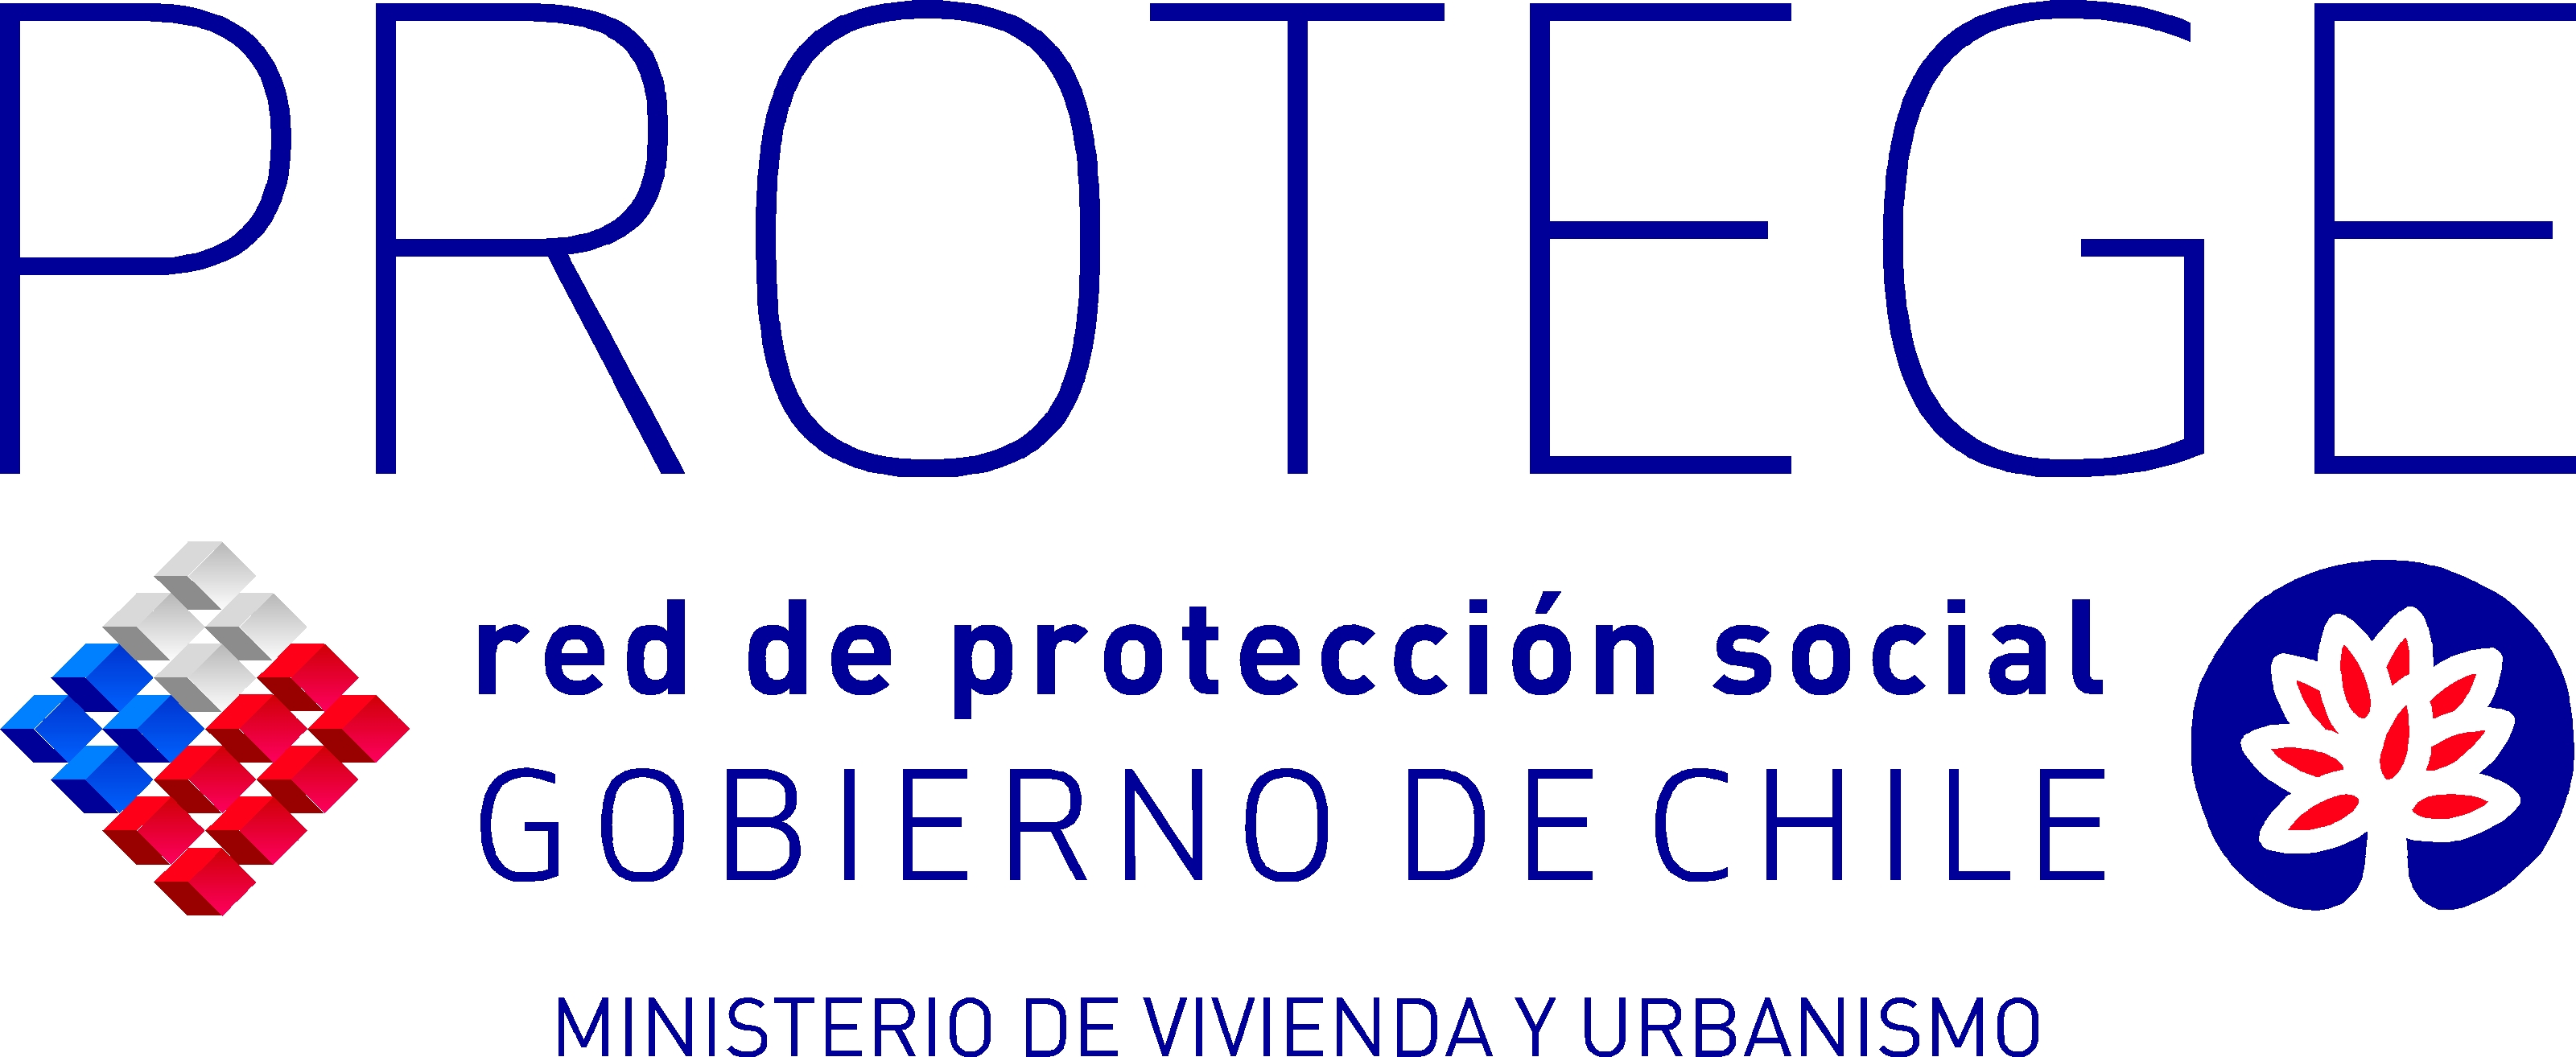 PROTEGE
red de protección social
GOBIERNO DE CHILE
MINISTERIO DE VIVIENDA Y URBANISMO